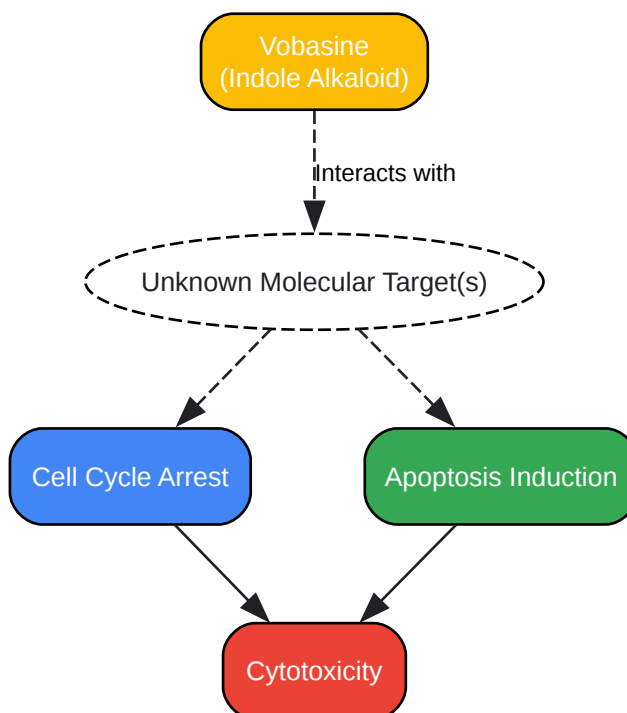 Vobasine
(Indole Alkaloid)
Interacts with
Unknown Molecular Target(s)
Cell Cycle Arrest
Apoptosis Induction
Cytotoxicity